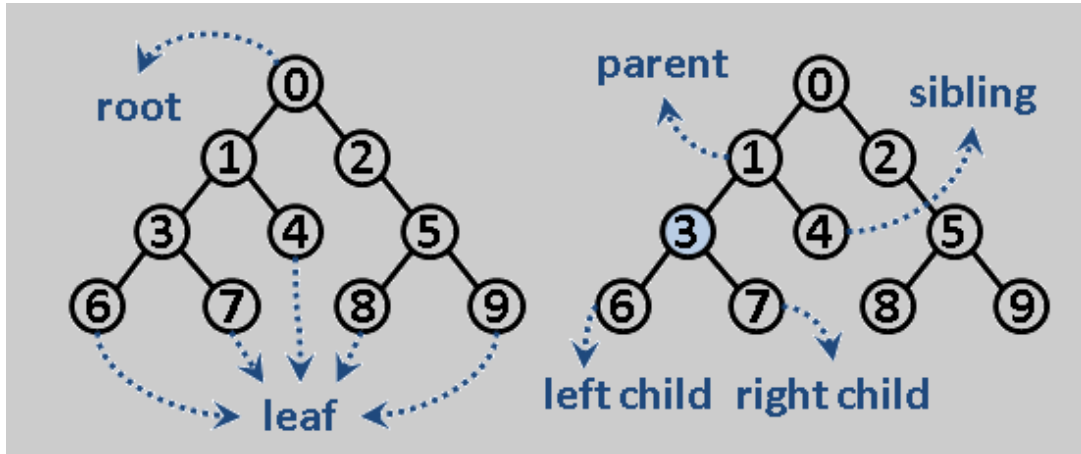 0
root
1 2
3 4 5
6 7 8 9
leaf
parent
0
sibling
1 2
3 4 5
6 7 8 9
left child right child